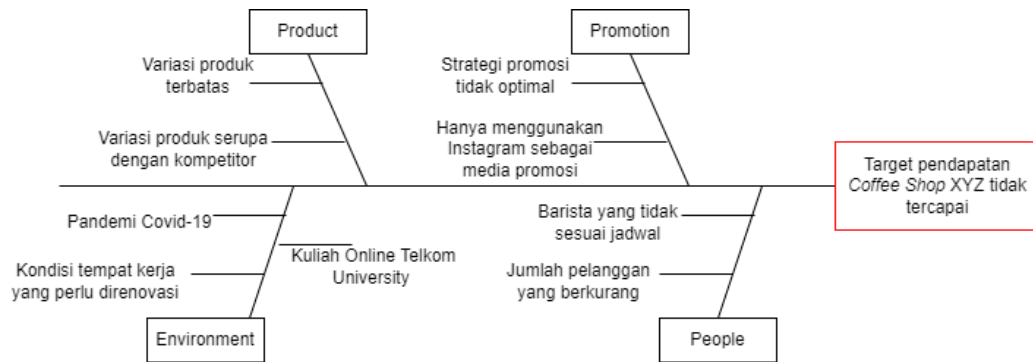 Product
Promotion
Variasi produk
terbatas
Strategi promosi
tidak optimal
Variasi produk serupa
dengan kompetitor
Hanya menggunakan
Instagram sebagai
media promosi
Target pendapatan
Coffee Shop XYZ tidak
tercapai
Pandemi Covid-19
Kuliah Online Telkom
University
Barista yang tidak
sesuai jadwal
Kondisi tempat kerja
yang perlu direnovasi
Jumlah pelanggan
yang berkurang
Environment
People